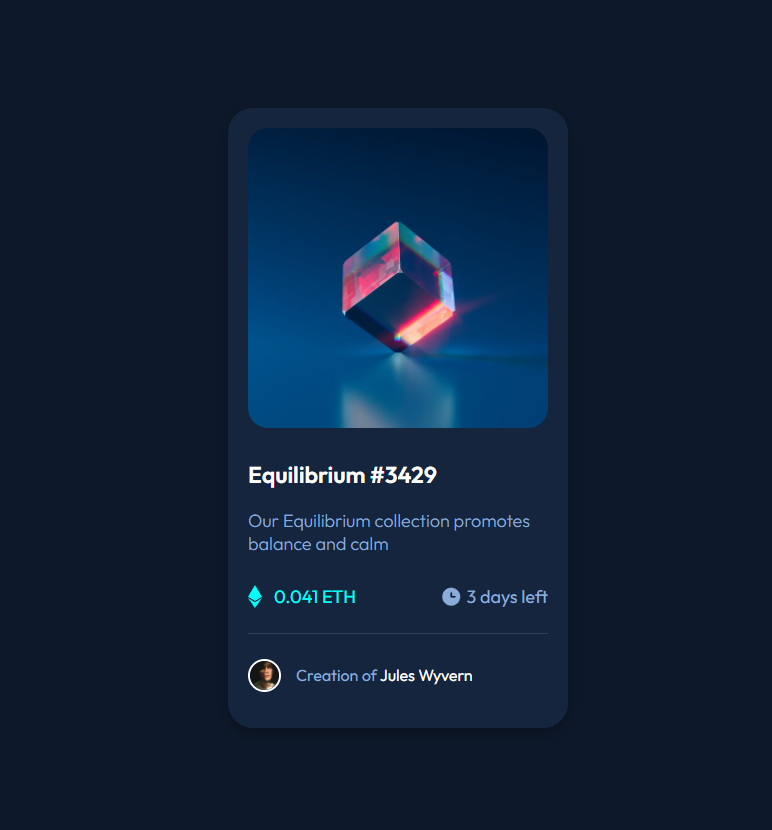 Equilibrium #3429
Our Equilibrium collection promotes
balance and calm
0.041 ETH
3 days left
Creation of Jules Wyvern